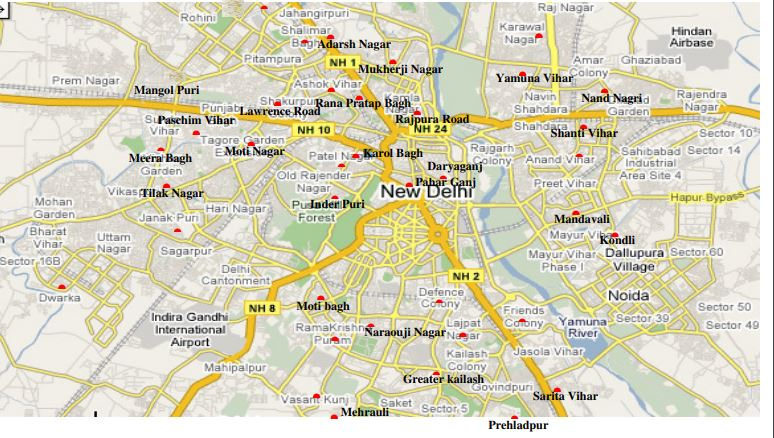 Rohini
Jahangirpuri
Raj Nagar
Shalimar
Bagh
Adarsh Nagar
Karawal
Nagar
Hindan
Airbase
Pitampura
NH 1
Mukherji Nagar
Amar
Colony
Ghaziabad
Prem Nagar
Mangol Puri
Ashok Vihar
Yamuna Vihar
Shakurpur
Rana Pratap Bagh
Kamla
Nagar
Navin
Shahdara
Nand Nagri
Rajendra
Nagar
Punjabi
Lawrence Road
Rajpura Road
Shahdara
Paschim Vihar
Vihar
NH 10
NH 24
Shanti Vihar
Sector 10
Tagore Garden
Meera Bagh
Garden
Moti Nagar
Patel Nagar
Karol Bagh
Rajgarh
Colony
Anand Vihar
Sahibabad
Industrial
Area Site 4
Sector 14
Daryaganj
Old Rajender
Nagar
Pahar Ganj
New Delhi
Preet Vihar
Vikas
Tilak Nagar
Mohan
Garden
Janak Puri
Hari Nagar
Inder Puri
Forest
Hapur Bypass
Mandavali
Bharat
Vihar
Uttam
Nagar
Sagarpur
Mayur Vihar
Kondli
Mayur Vihar
Phase I
Dallupura
Village
Sector 60
Sector 16B
Delhi
Cantonment
NH 2
Dwarka
Defence
Colony
Noida
NH 8
Moti bagh
Friends
Colony
Sector 50
Indira Gandhi
International
Airport
RamaKrishna
Puram
Naraouji Nagar
Lajpat
Nagar
Yamuna
River
Sector 39
Sector 49
Kailash
Colony
Jasola Vihar
Mahipalpur
Greater kailash
Govindpuri
Vasant Kunj
Saket
Sector 5
Sarita Vihar
Mehrauli
Prehladpur